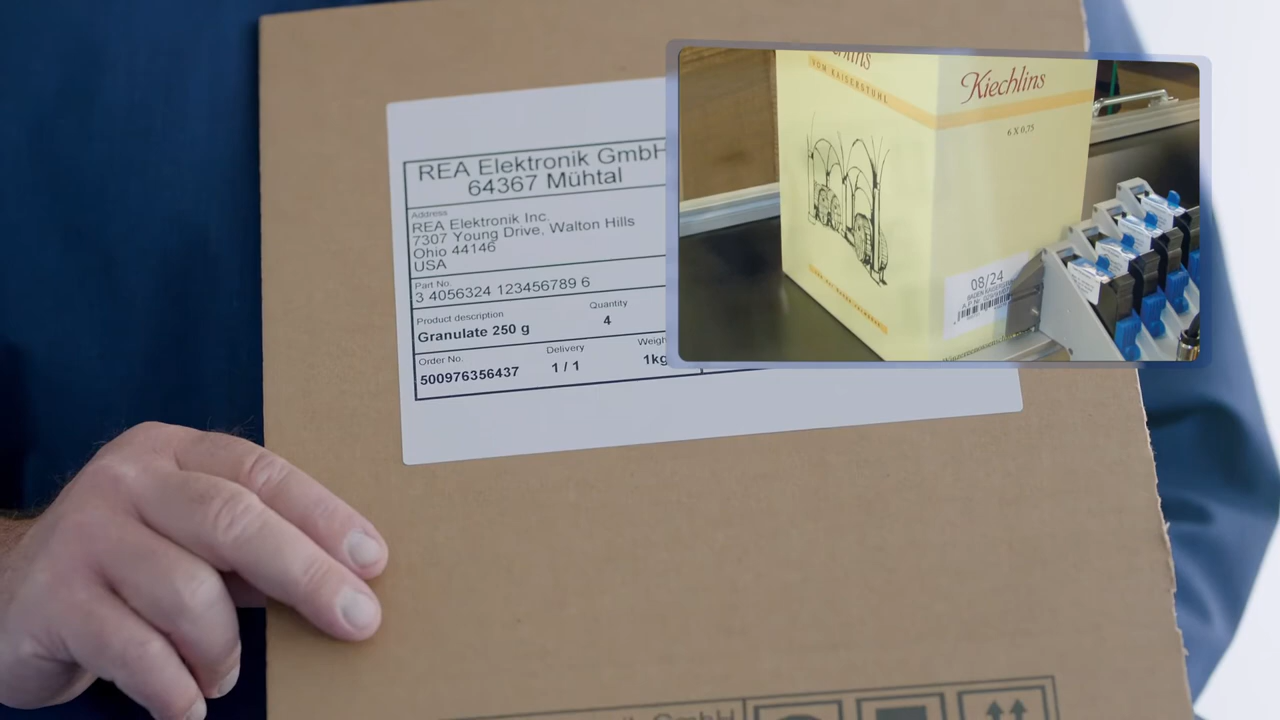 REA Elektronik GmbH
64367 Mühtal
Address
REA Elektronik Inc.
7307 Young Drive, Walton Hills
Ohio 44146
USA
Part No.
3 4056324 123456789 6
Product description
Quantity
Granulate 250 g
4
Order No.
Delivery
Weigh
500976356437
1 / 1
1kg
VOM KAISERSTUHL
Kiechlins
6 X 0,75
08/24
GmbH